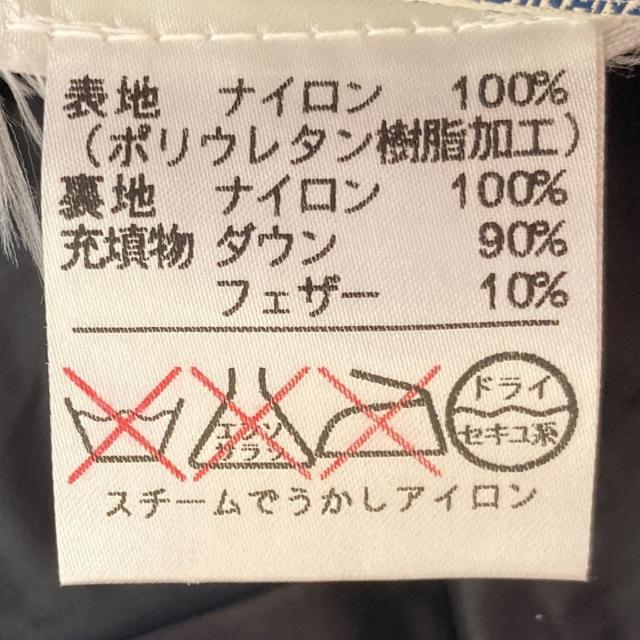 表地 ナイロン 100%
(ポリウレタン樹脂加工)
裏地 ナイロン 100%
充填物 ダウン 90%
フェザー 10%
エンソ
サラシ
ドライ
セキユ系
スチームでうかしアイロン